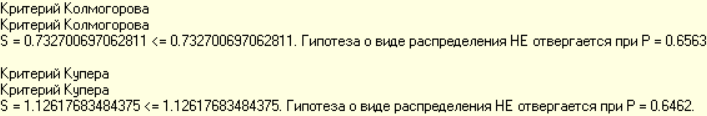 Критерий Колмогорова
Критерий Колмогорова
S = 0.732700697062811 <= 0.732700697062811. Гипотеза о виде распределения НЕ отвергается при P = 0.6563
Критерий Купера
Критерий Купера
S = 1.12617683484375 <= 1.12617683484375. Гипотеза о виде распределения НЕ отвергается при P = 0.6462.